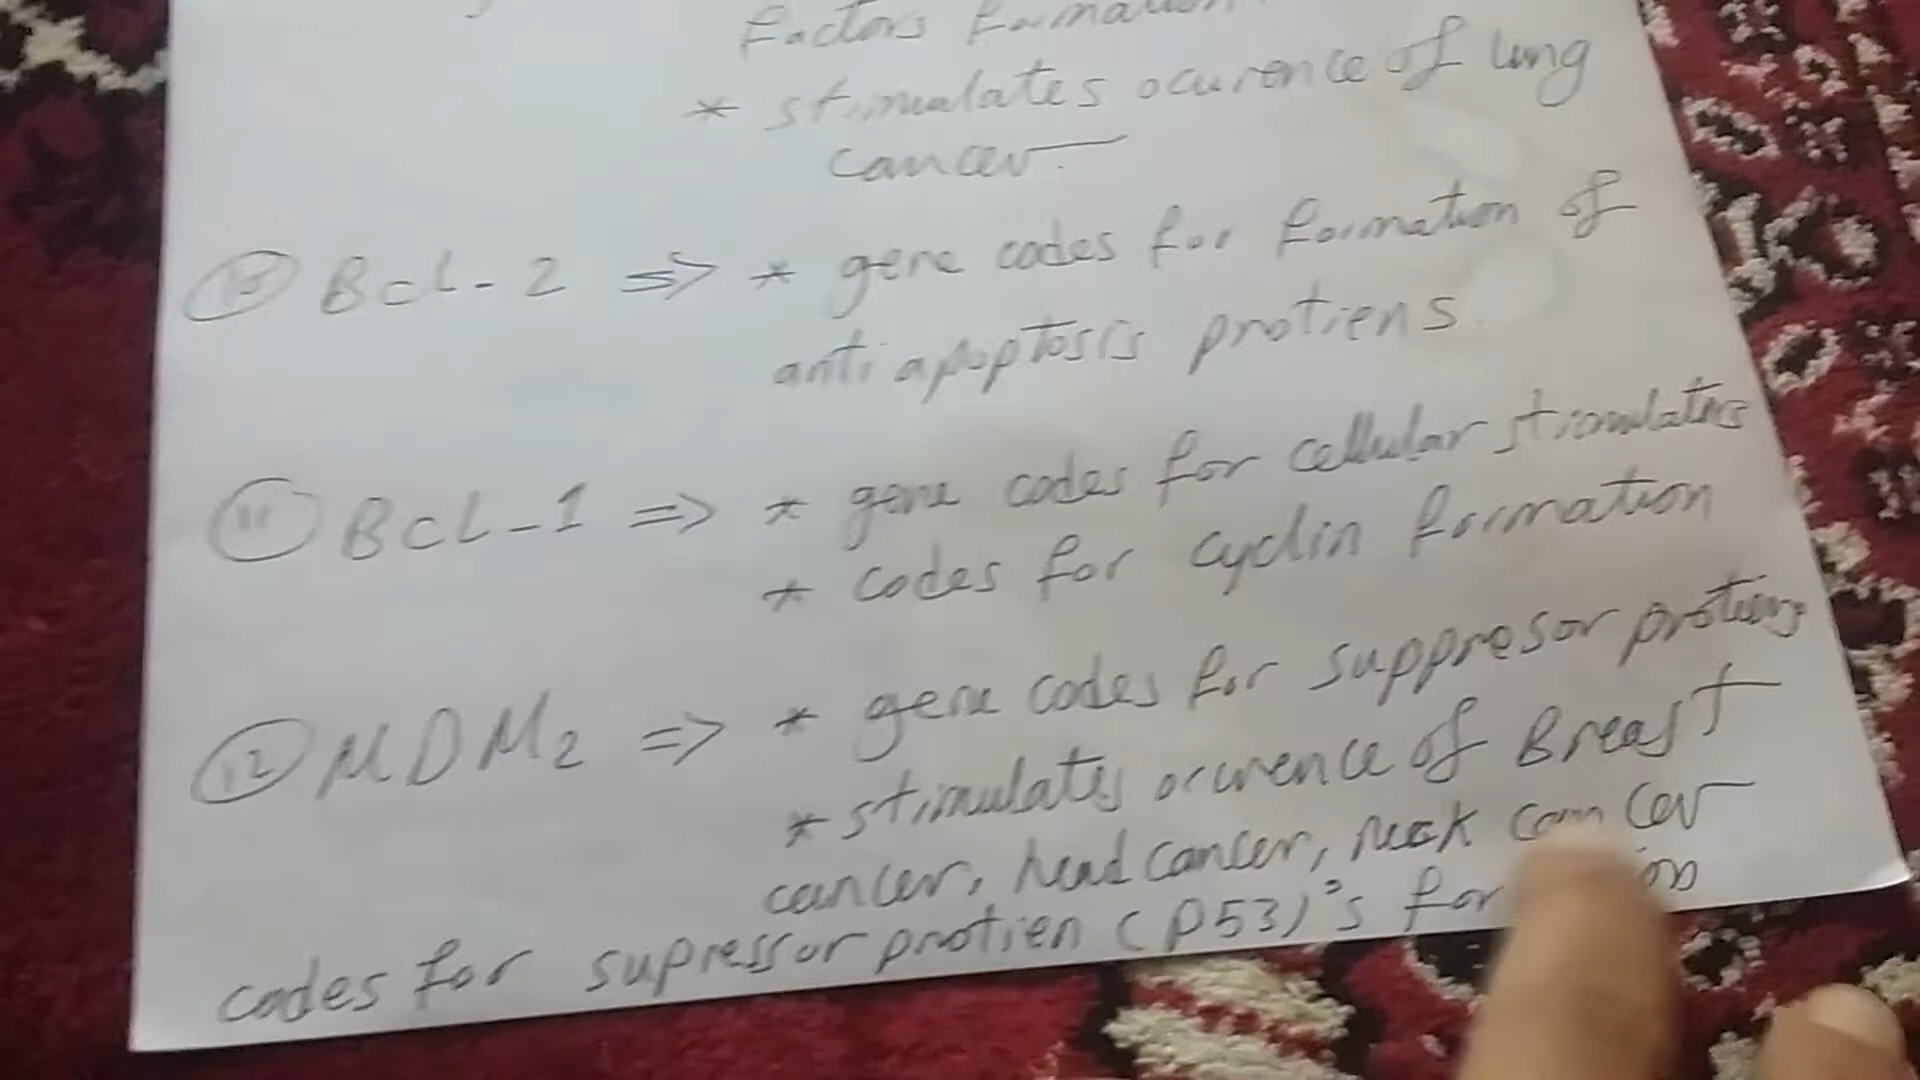 factors formation
* stimulates ocurence of lung
cancer.
Bcl-2 => * gene codes for formation of
anti apoptosis protiens.
11 BcL-1 => * gene codes for cellular stimulators
* codes for cyclin formation
12 MDM2 => * gene codes for suppresor protiens
* stimulates ocurence of Breast
cancer, head cancer, neck cancer
codes for supressor protien (P53)'s